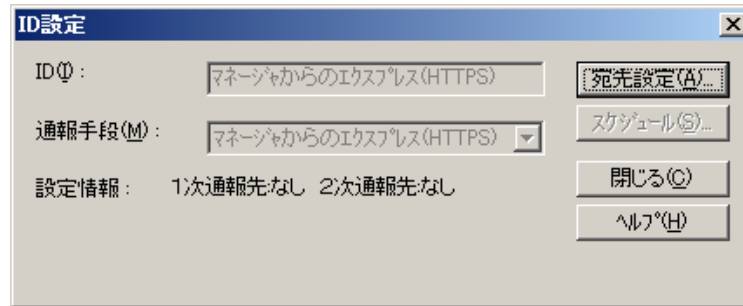 ID設定
ID(I)： マネージャからのエクスプレス(HTTPS) 宛先設定(A)...
通報手段(M)： マネージャからのエクスプレス(HTTPS) スケジュール(S)...
設定情報： 1次通報先:なし 2次通報先:なし 閉じる(C)
ヘルプ(H)